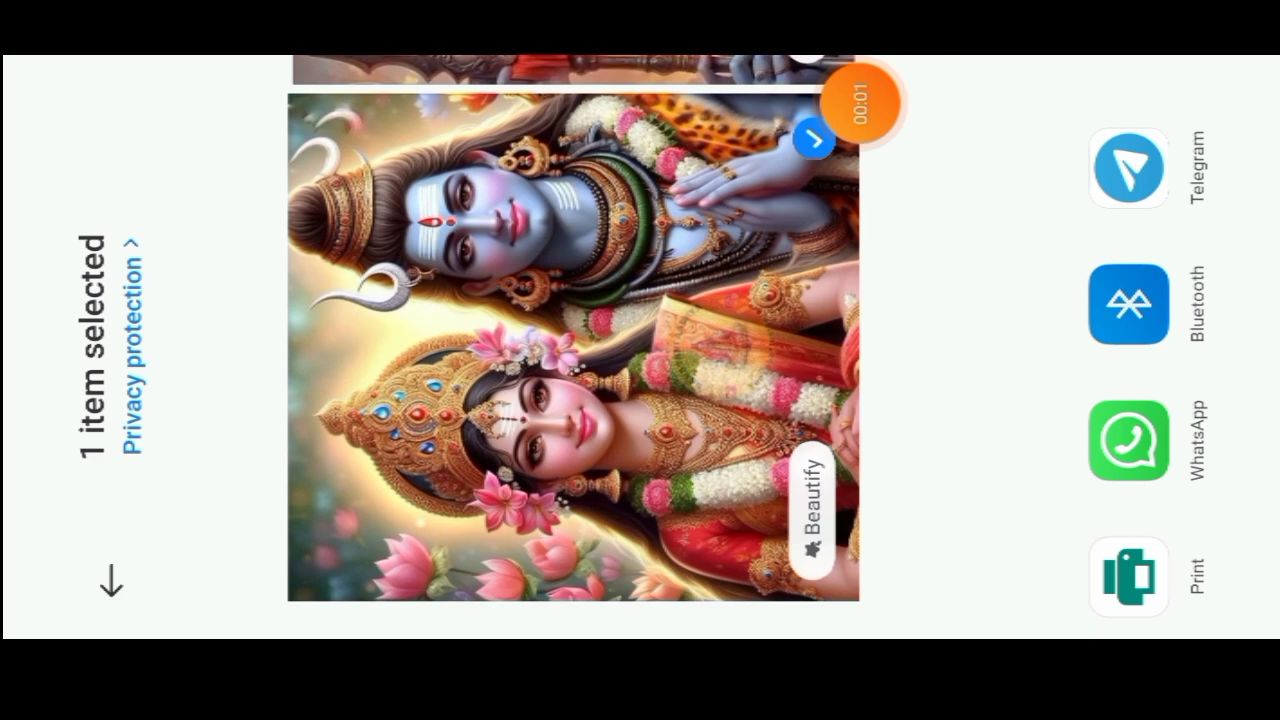 1 item selected
Privacy protection >
00:01
Beautify
Print
WhatsApp
Bluetooth
Telegram